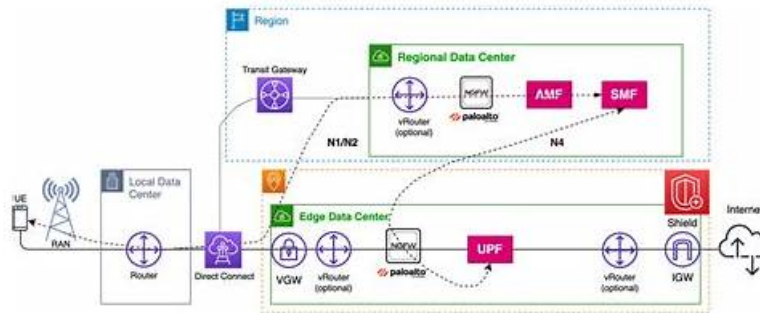 Region
Regional Data Center
Transit Gateway
NGFW
AMF
SMF
vRouter
(optional)
paloalto
N1/N2
N4
UE
RAN
Local Data
Center
Router
Direct Connect
Edge Data Center
Shield
Internet
NGFW
UPF
VGW
vRouter
(optional)
paloalto
vRouter
(optional)
IGW